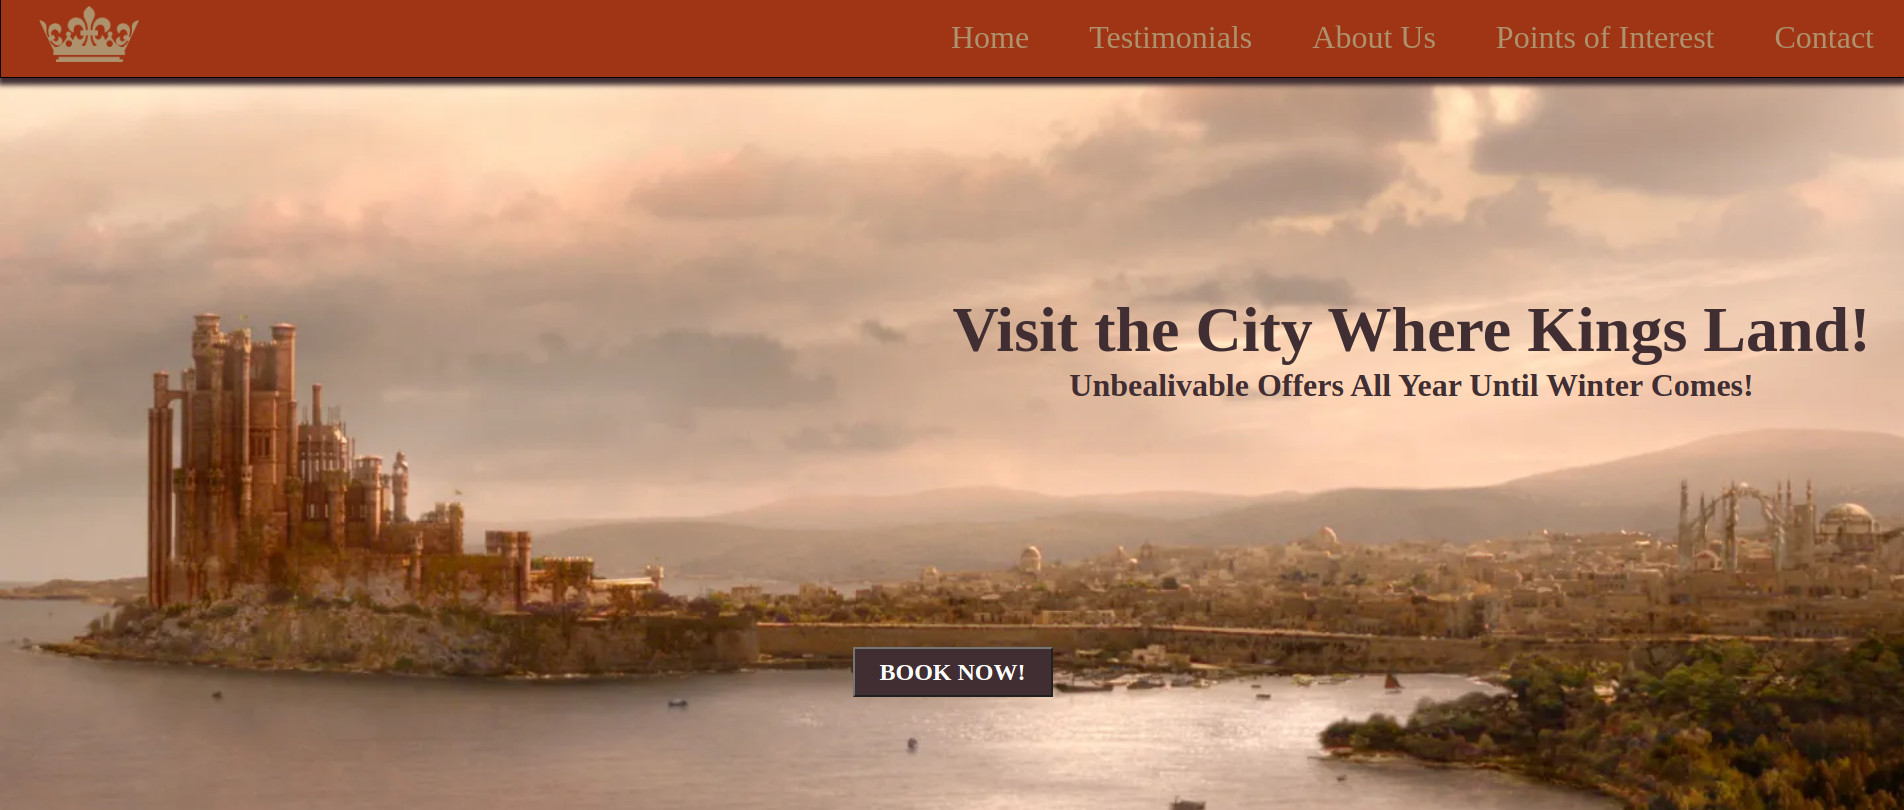 Home Testimonials About Us Points of Interest Contact
Visit the City Where Kings Land!
Unbealivable Offers All Year Until Winter Comes!
BOOK NOW!